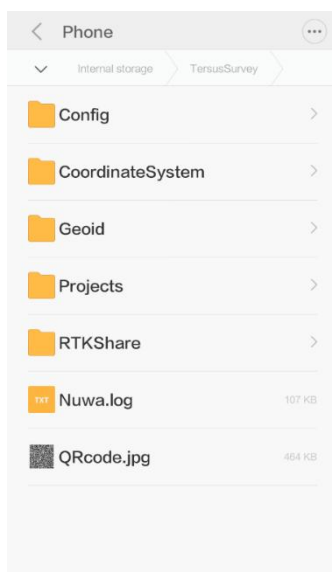 Phone
Internal storage TersusSurvey
Config
CoordinateSystem
Geoid
Projects
RTKShare
TXT Nuwa.log 107 KB
QRcode.jpg 464 KB